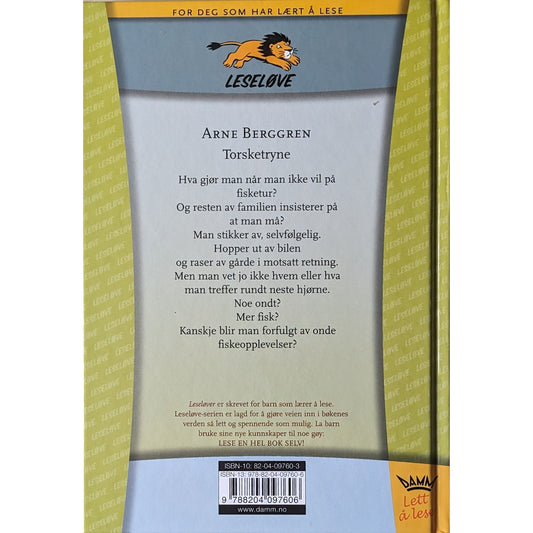 FOR DEG SOM HAR LÆRT Å LESE
LESELØVE
ARNE BERGGREN
Torsketryne
Hva gjør man når man ikke vil på
fisketur?
Og resten av familien insisterer på
at man må?
Man stikker av, selvfølgelig.
Hopper ut av bilen
og raser av gårde i motsatt retning.
Men man vet jo ikke hvem eller hva
man treffer rundt neste hjørne.
Noe ondt?
Mer fisk?
Kanskje blir man forfulgt av onde
fiskeopplevelser?
Leseløver er skrevet for barn som lærer å lese.
Leseløve-serien er lagd for å gjøre veien inn i bøkenes
verden så lett og spennende som mulig. La barn
bruke sine nye kunnskaper til noe gøy:
LESE EN HEL BOK SELV!
ISBN-10: 82-04-09760-3
ISBN-13: 978-82-04-09760-6
9 788204 097606
www.damm.no
DAMM
Lett
å lese